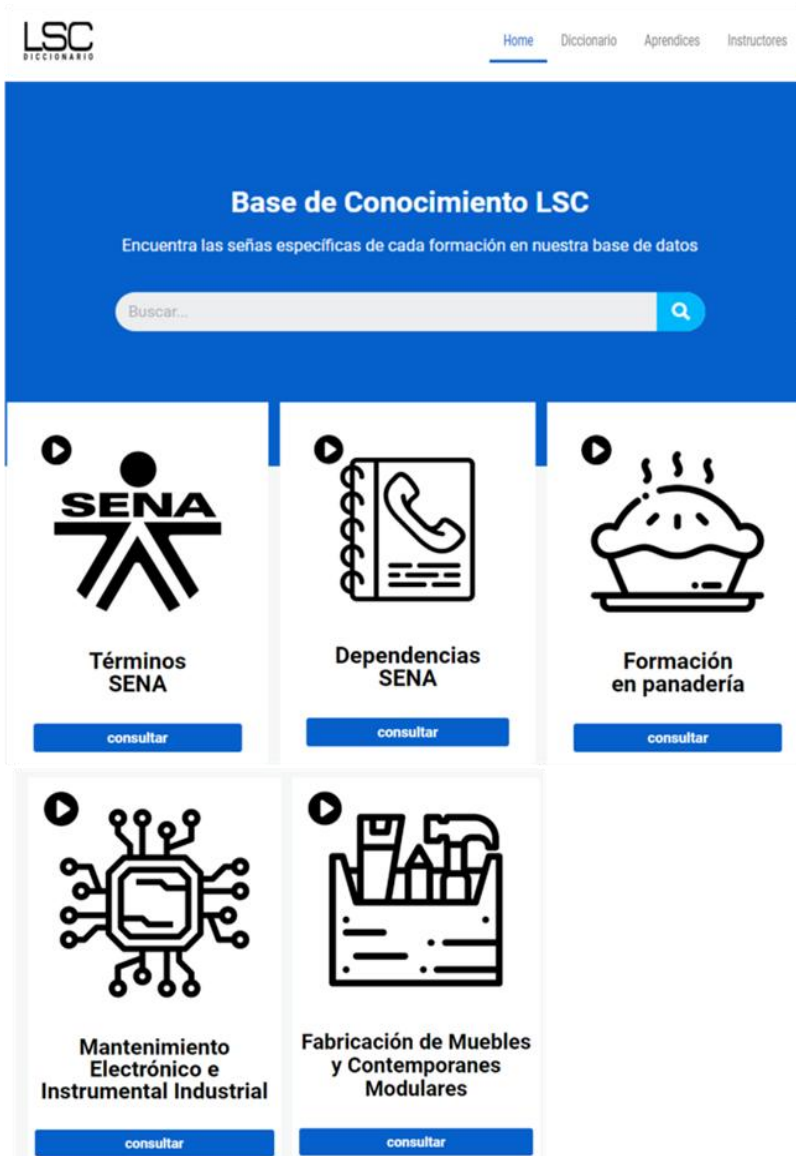 LSC
DICCIONARIO
Home Diccionario Aprendices Instructores
Base de Conocimiento LSC
Encuentra las señas específicas de cada formación en nuestra base de datos
Buscar...
SENA
Términos
SENA
consultar
Dependencias
SENA
consultar
Formación
en panadería
consultar
Mantenimiento
Electrónico e
Instrumental Industrial
consultar
Fabricación de Muebles
y Contemporanes
Modulares
consultar